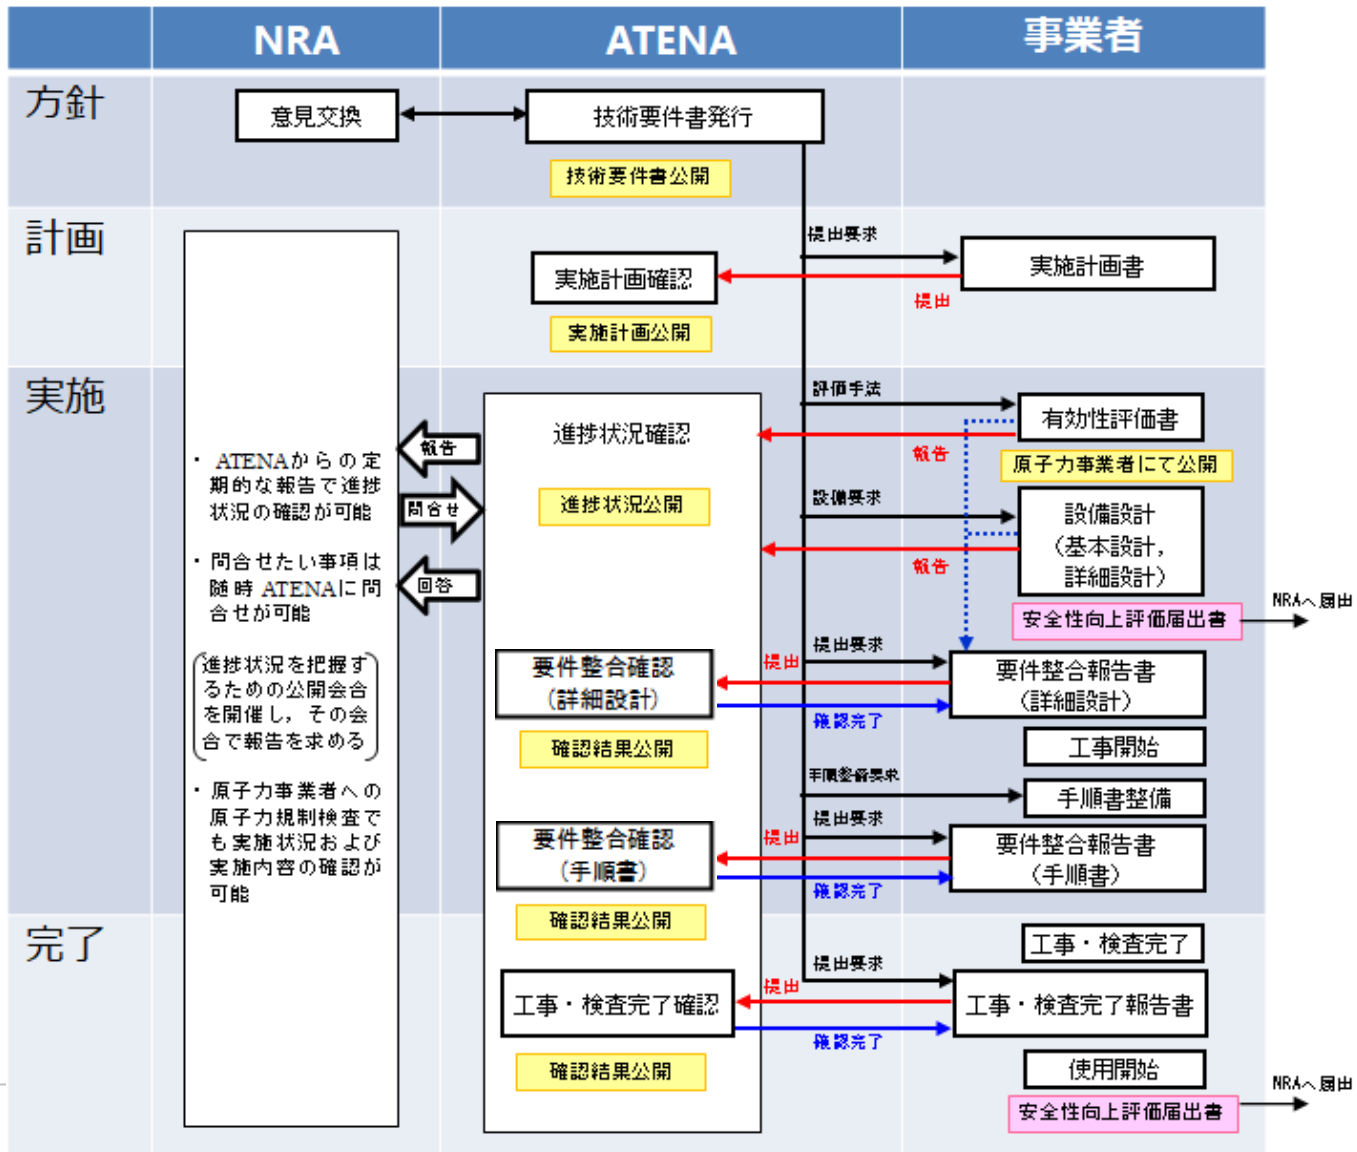 NRA
ATENA
事業者
方針
意見交換
技術要件書発行
技術要件書公開
計画
提出要求
実施計画書
実施計画確認
提出
実施計画公開
実施
評価手法
有効性評価書
進捗状況確認
報告
報告
原子力事業者にて公開
・ ATENAからの定
期的な報告で進捗
状況の確認が可能
進捗状況公開
設備要求
問合せ
設備設計
（基本設計，
詳細設計）
報告
・ 問合せたい事項は
随時 ATENAに問
合せが可能
回答
安全性向上評価届出書
NRAへ届出
進捗状況を把握す
るための公開会合
を開催し，その会
合で報告を求める
要件整合確認
（詳細設計）
提出
提出要求
要件整合報告書
（詳細設計）
確認完了
確認結果公開
工事開始
手順整備要求
手順書整備
・ 原子力事業者への
原子力規制検査で
も実施状況および
実施内容の確認が
可能
提出要求
提出
要件整合確認
（手順書）
要件整合報告書
（手順書）
確認完了
確認結果公開
完了
工事・検査完了
提出要求
提出
工事・検査完了確認
工事・検査完了報告書
確認完了
確認結果公開
使用開始
安全性向上評価届出書
NRAへ届出